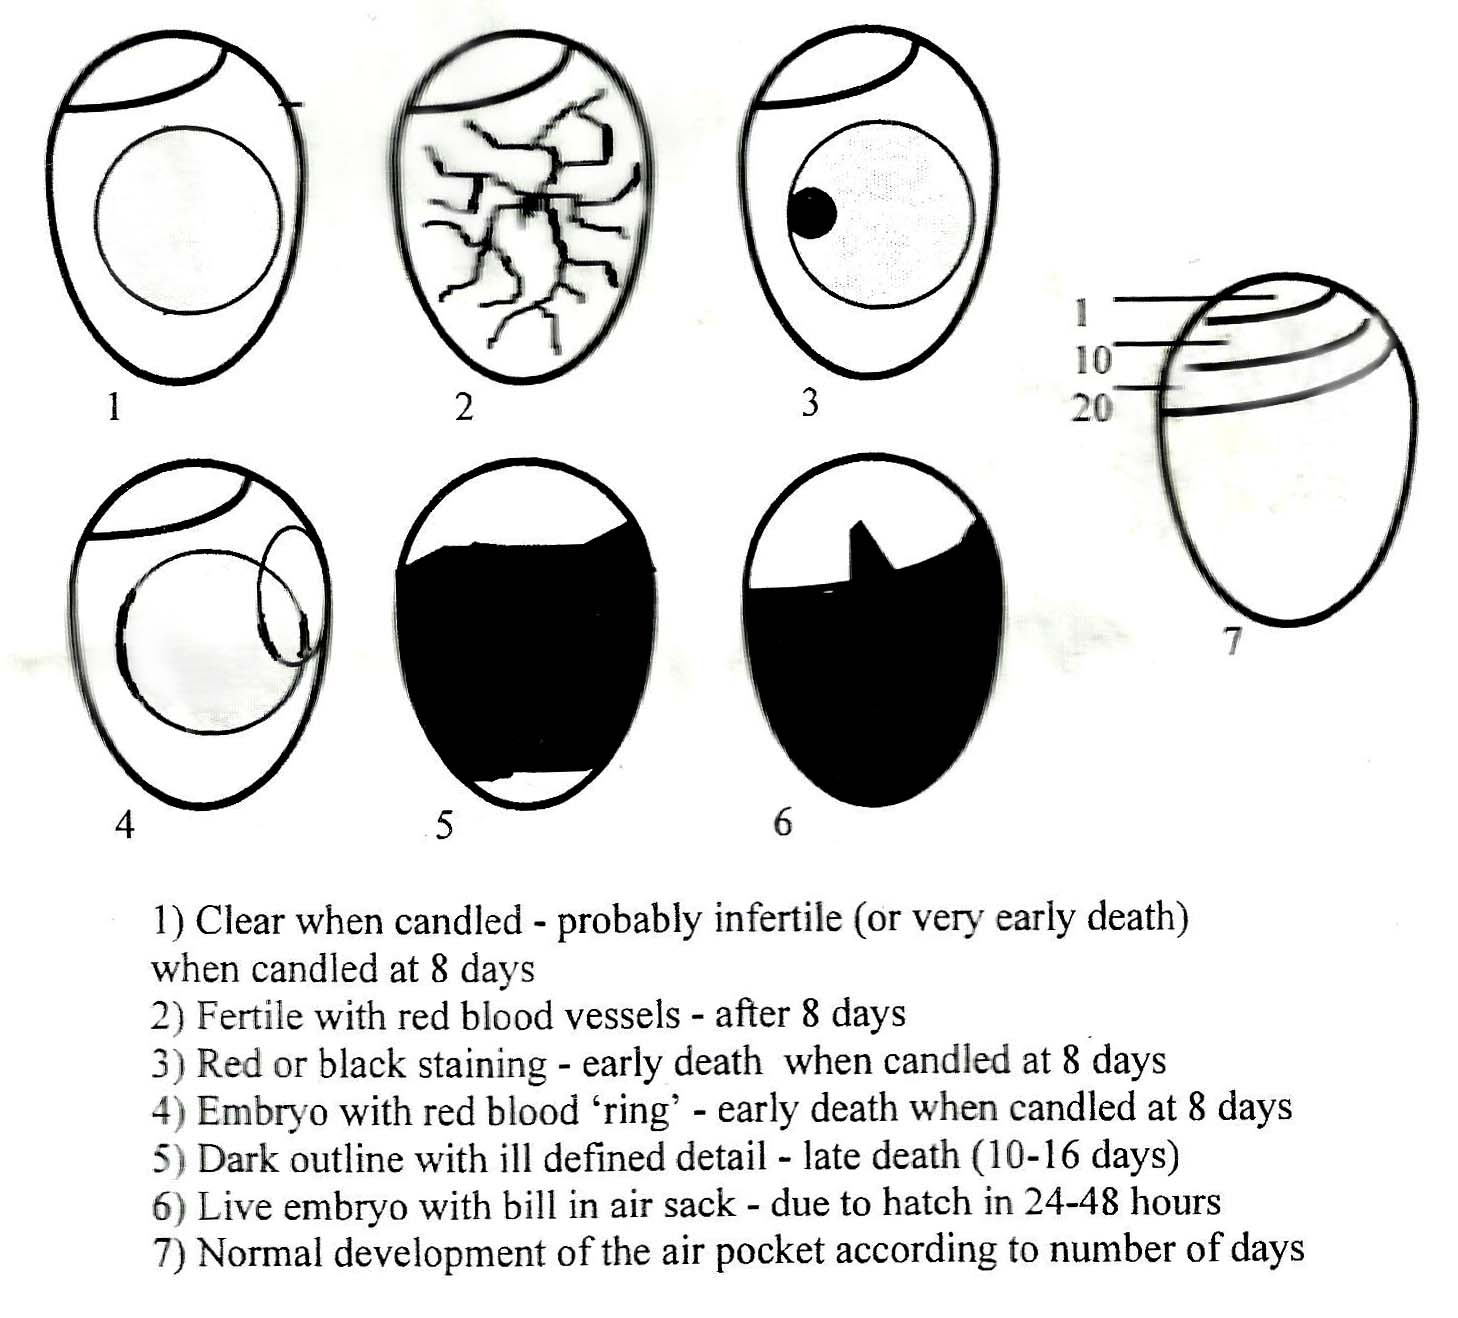 1
2
3
1
10
20
7
4
5
6
1) Clear when candled - probably infertile (or very early death)
when candled at 8 days
2) Fertile with red blood vessels - after 8 days
3) Red or black staining - early death when candled at 8 days
4) Embryo with red blood ‘ring’ - early death when candled at 8 days
5) Dark outline with ill defined detail - late death (10-16 days)
6) Live embryo with bill in air sack - due to hatch in 24-48 hours
7) Normal development of the air pocket according to number of days